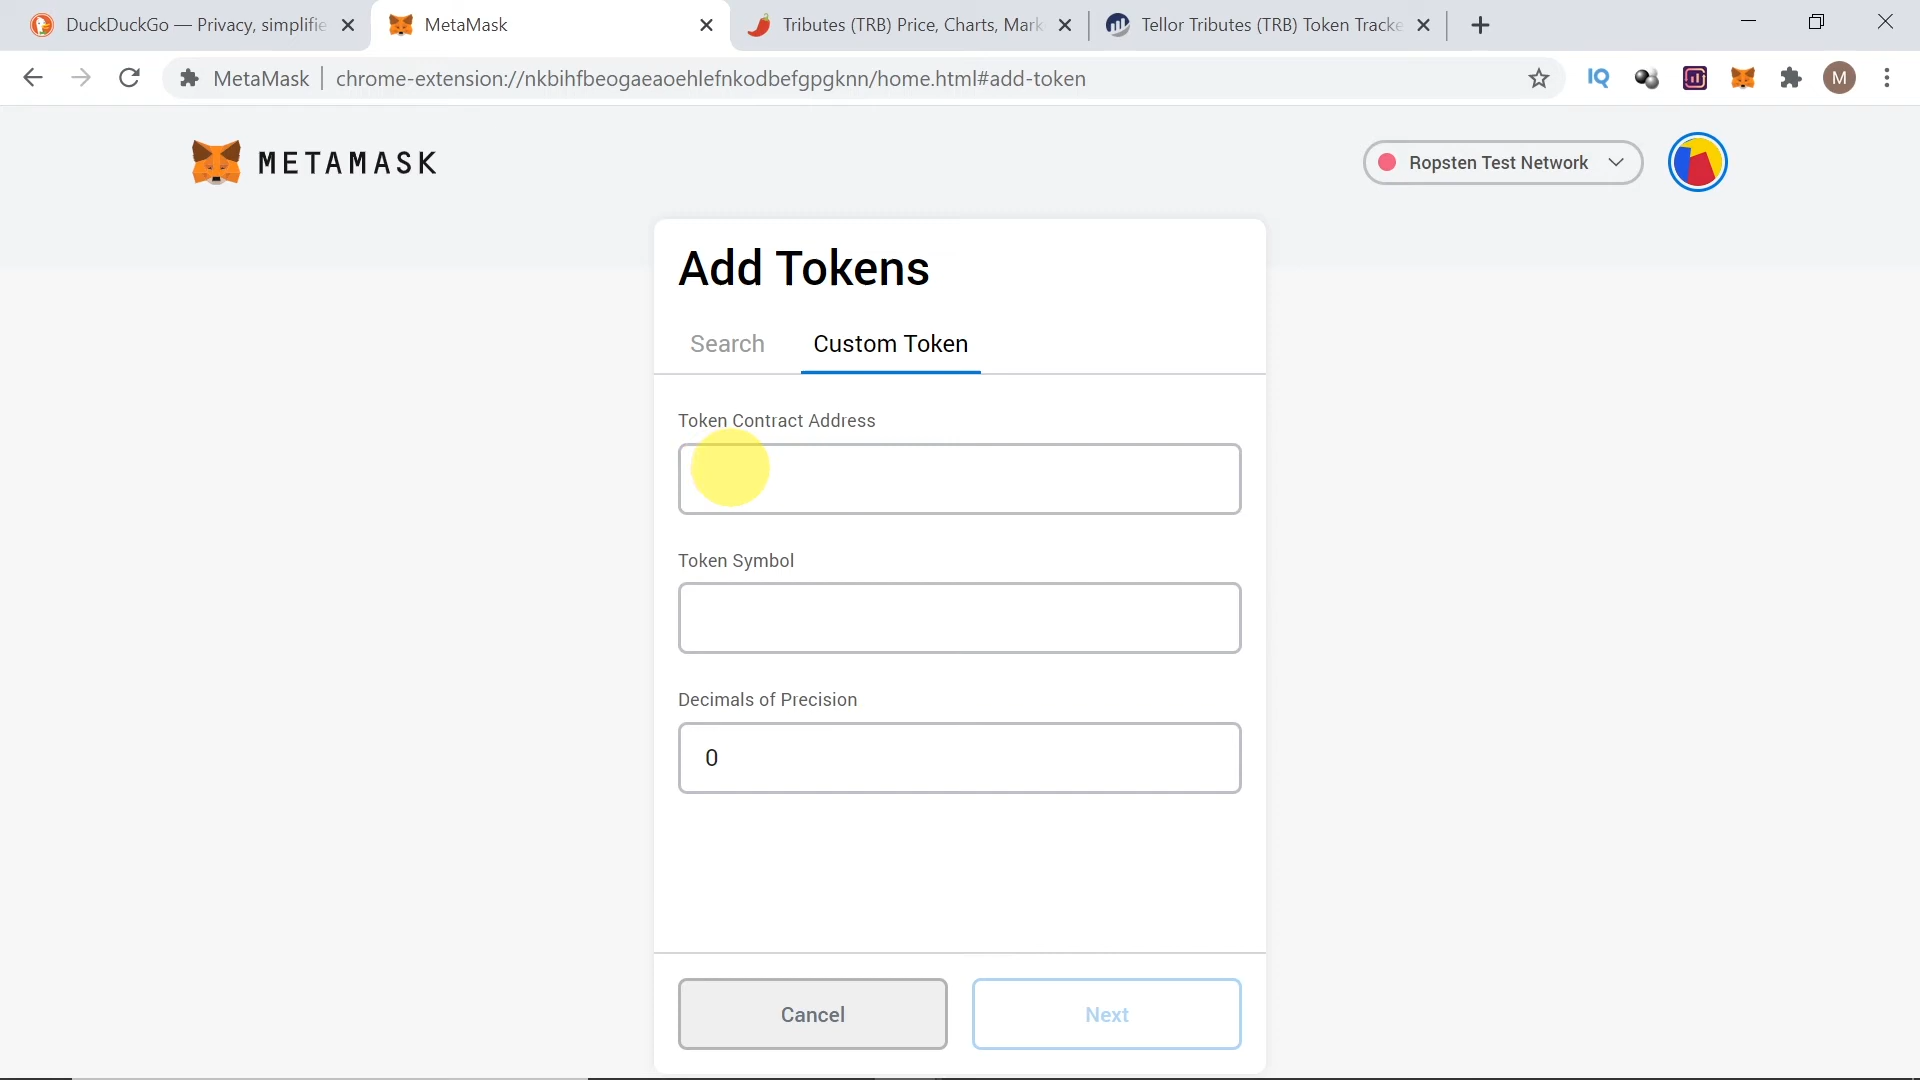 DuckDuckGo — Privacy, simplifie
MetaMask
Tributes (TRB) Price, Charts, Mark
Tellor Tributes (TRB) Token Tracke
MetaMask
chrome-extension://nkbihfbeogaeaoehlefnkodbefgpgknn/home.html#add-token
IQ
M
METAMASK
Ropsten Test Network
Add Tokens
Search
Custom Token
Token Contract Address
Token Symbol
Decimals of Precision
0
Cancel
Next